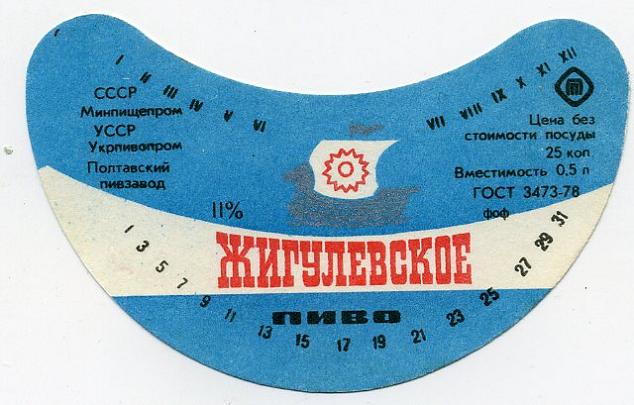 I II III IV V VI VII VIII IX X XI XII
СССР
Минпищепром
УССР
Укрпивопром
Полтавский
пивзавод
11%
Цена без
стоимости посуды
25 коп
Вместимость 0,5 л
ГОСТ 3473-78
фоф
ЖИГУЛЕВСКОЕ
ПИВО
1 3 5 7 9 11 13 15 17 19 21 23 25 27 29 31